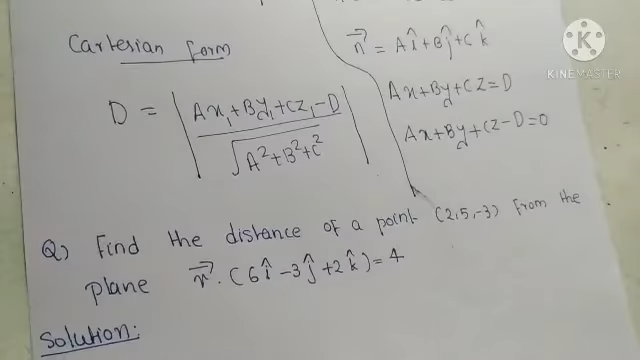 Cartesian Form
D = | Ax₁+By₁+Cz₁-D / √A²+B²+C² |
n⃗ = Aî+Bĵ+Ck̂
Ax+By+Cz=D
Ax+By+Cz-D=0
K
KINEMASTER
Q) Find the distance of a point (2,5,-3) from the
plane r⃗.(6î-3ĵ+2k̂)=4
Solution: